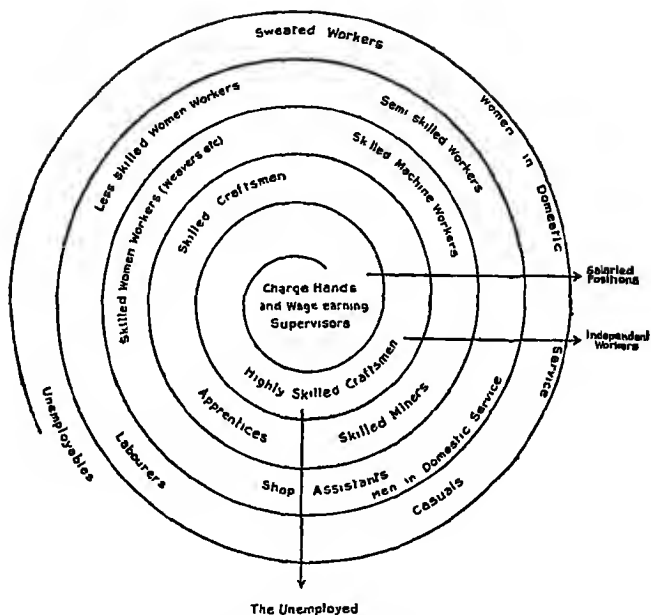 Sweated Workers
Women in Domestic Service
Less Skilled Women Workers
Semi Skilled Workers
Skilled Women Workers (Weavers etc)
Skilled Machine Workers
Skilled Craftsmen
Charge Hands
and Wage earning
Supervisors
Salaried
Positions
Independent
Workers
Highly Skilled Craftsmen
Apprentices
Skilled Miners
Unemployables
Labourers
Shop Assistants
Men in Domestic Service
Casuals
The Unemployed